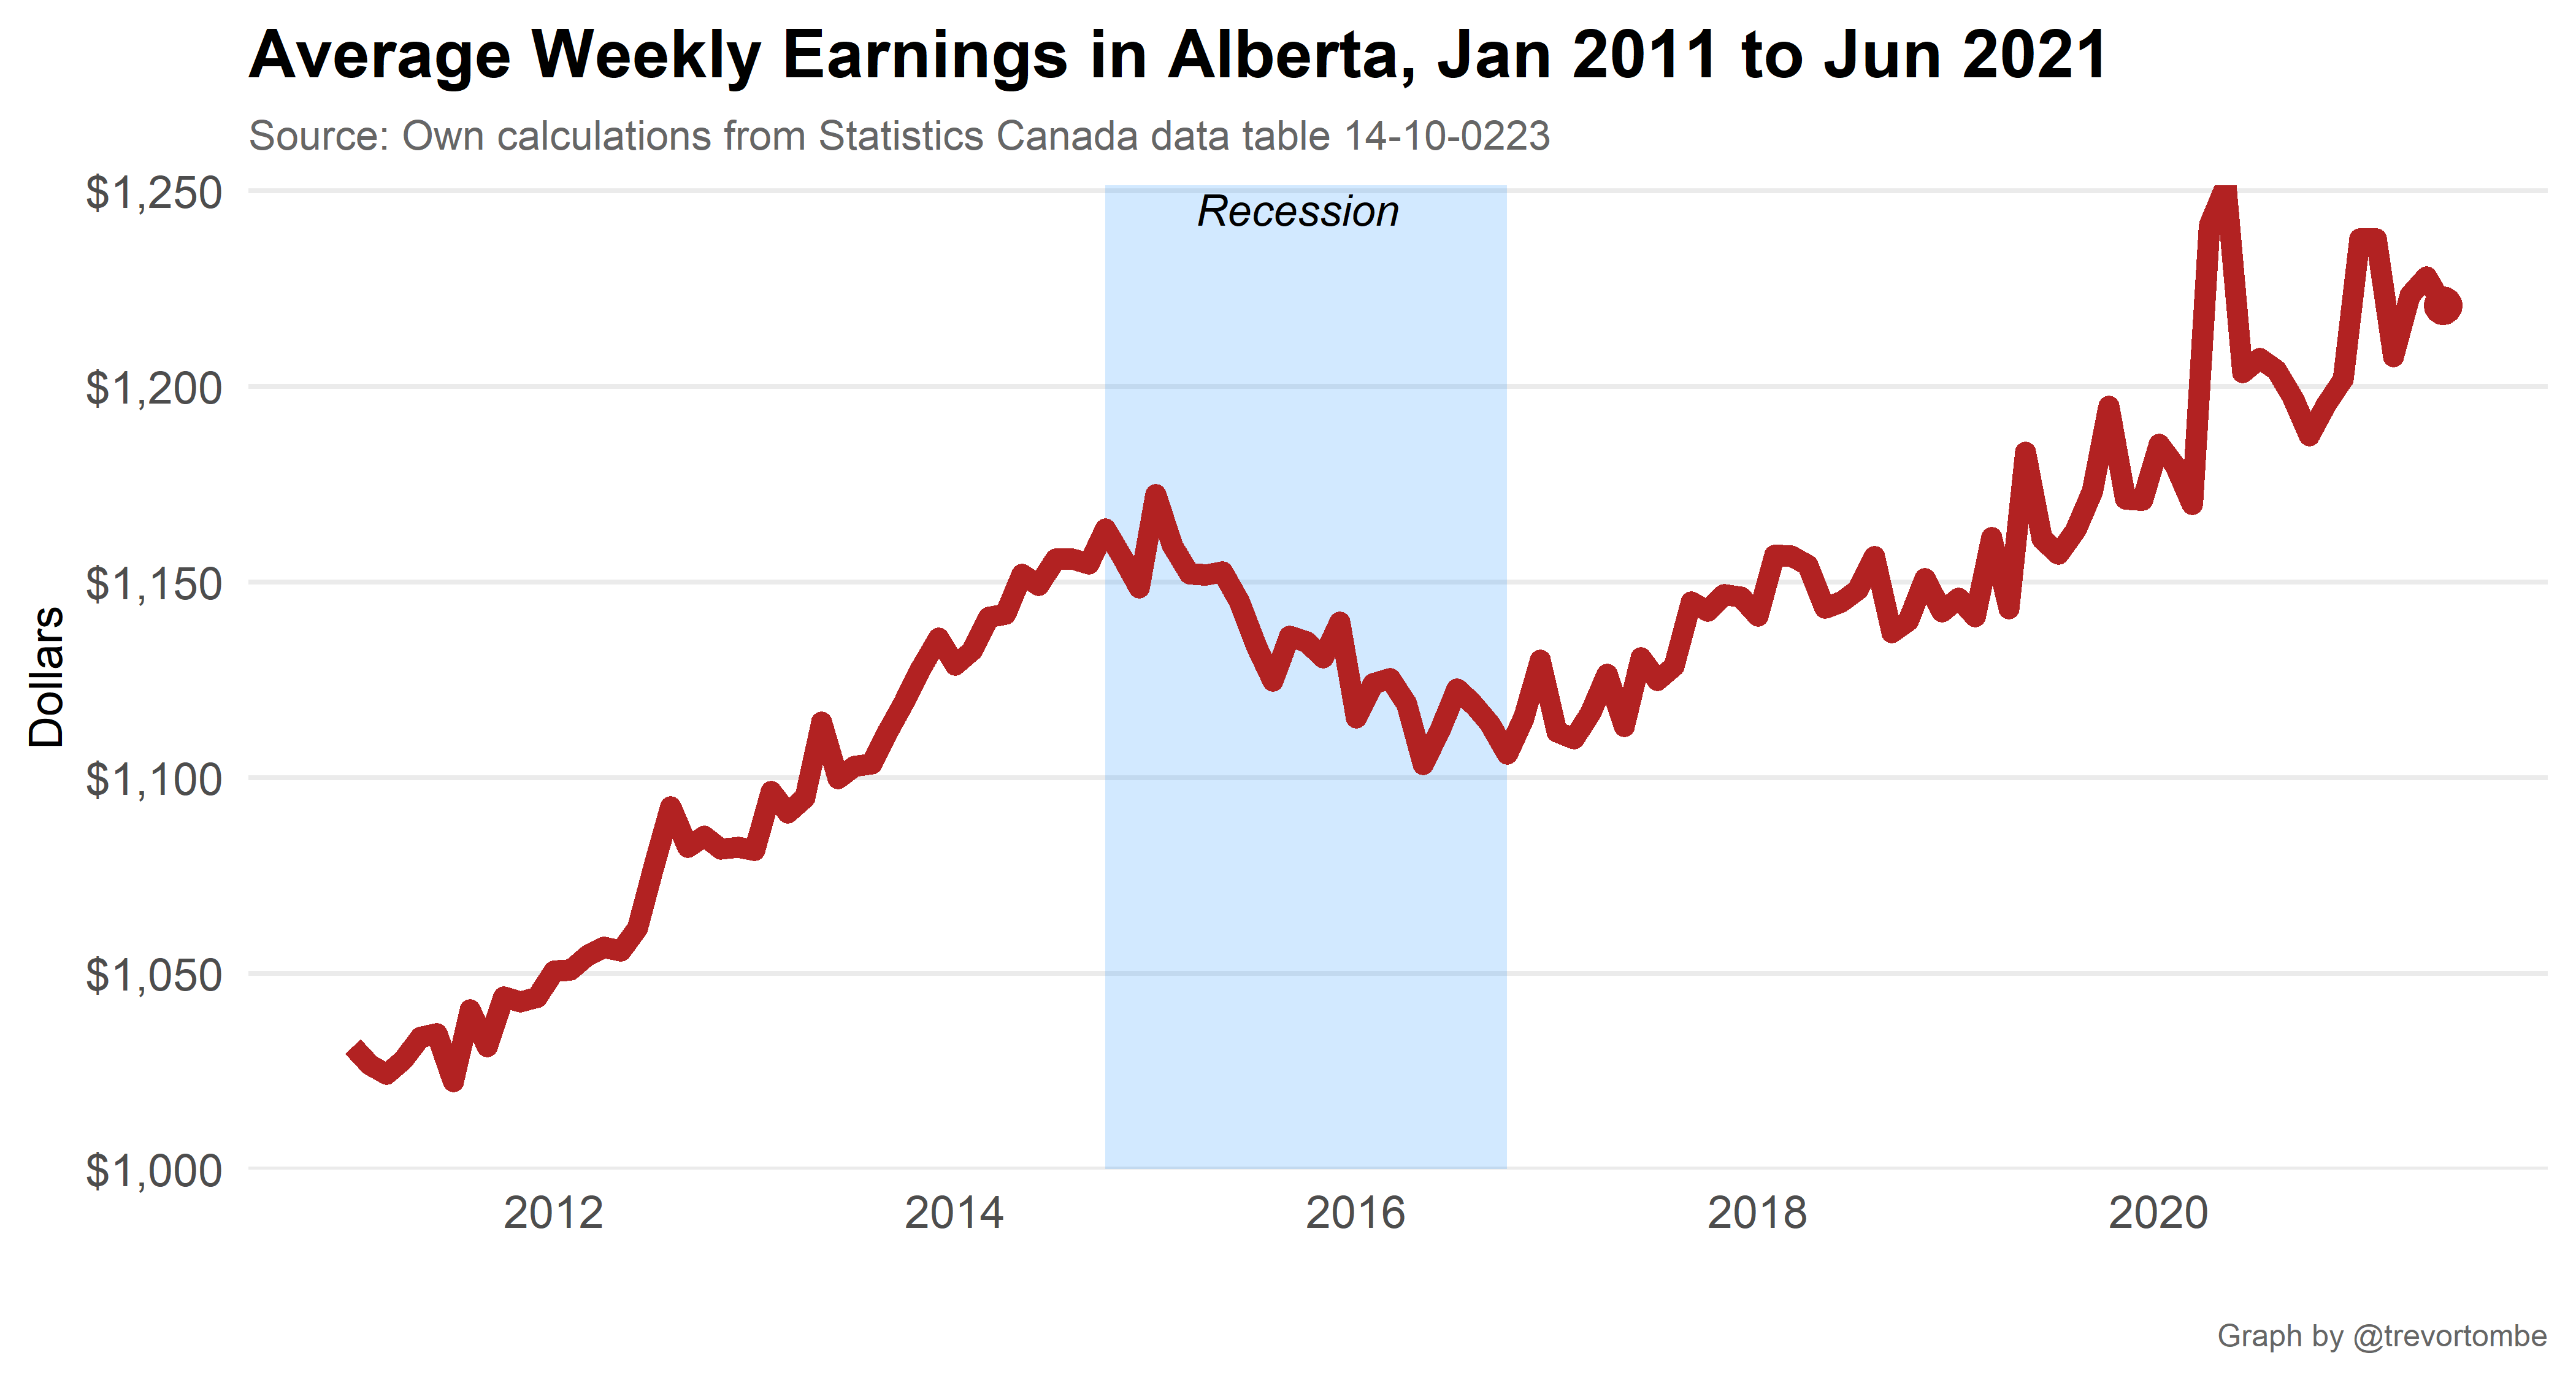 Average Weekly Earnings in Alberta, Jan 2011 to Jun 2021
Source: Own calculations from Statistics Canada data table 14-10-0223
$1,250
Recession
$1,200
$1,150
Dollars
$1,100
$1,050
$1,000
2012
2014
2016
2018
2020
Graph by @trevortombe